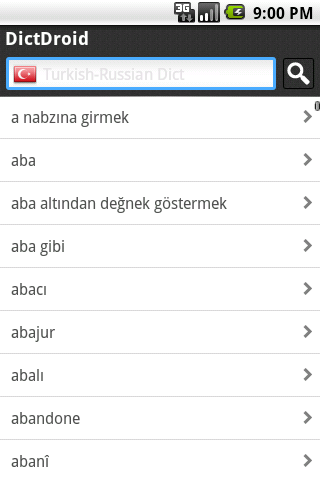 3G 9:00 PM
DictDroid
Turkish-Russian Dict
a nabzına girmek
aba
aba altından değnek göstermek
aba gibi
abacı
abajur
abalı
abandone
abanî